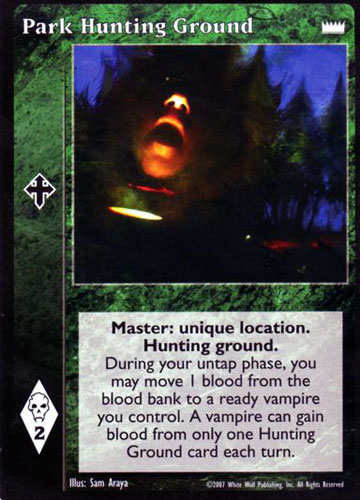 Park Hunting Ground
Master: unique location.
Hunting ground.
During your untap phase, you
may move 1 blood from the
blood bank to a ready vampire
you control. A vampire can gain
blood from only one Hunting
Ground card each turn.
2
Illus: Sam Araya
©2007 White Wolf Publishing, Inc. All Rights Reserved